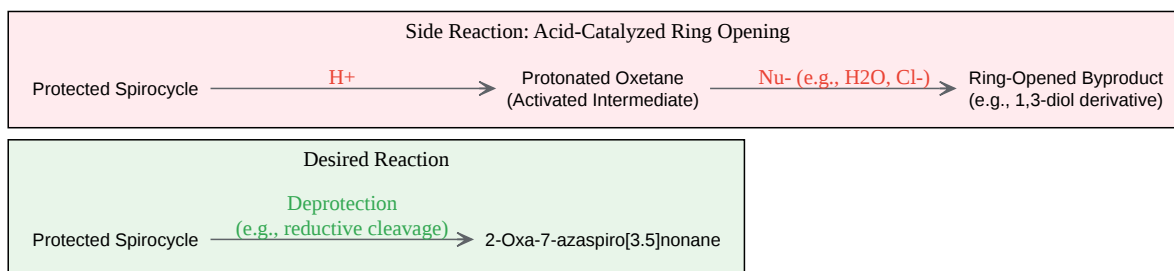 Side Reaction: Acid-Catalyzed Ring Opening
Protected Spirocycle
H+
Protonated Oxetane
(Activated Intermediate)
Nu- (e.g., H2O, Cl-)
Ring-Opened Byproduct
(e.g., 1,3-diol derivative)
Desired Reaction
Protected Spirocycle
Deprotection
(e.g., reductive cleavage)
2-Oxa-7-azaspiro[3.5]nonane